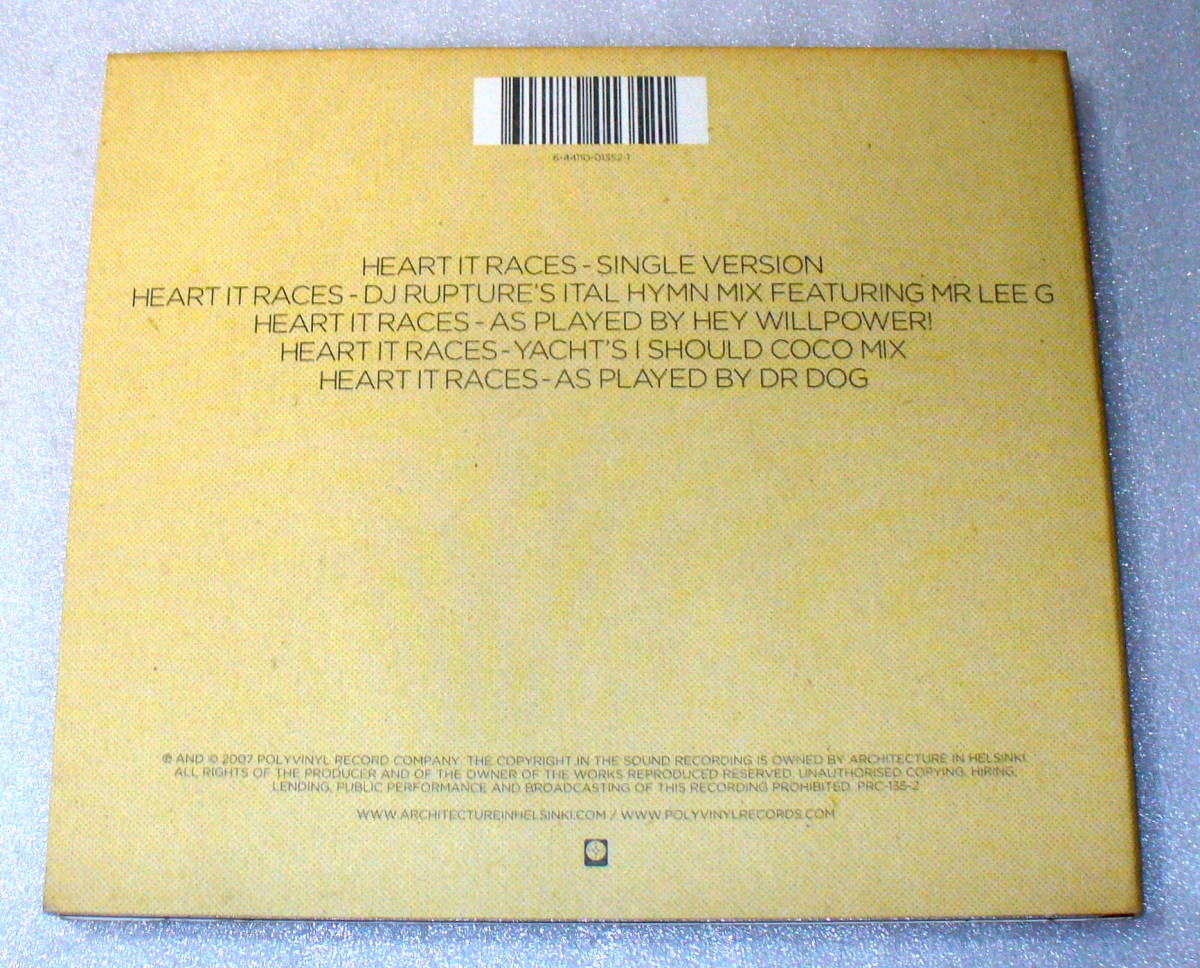 6-44110-01352-1
HEART IT RACES - SINGLE VERSION
HEART IT RACES - DJ RUPTURE'S ITAL HYMN MIX FEATURING MR LEE G
HEART IT RACES - AS PLAYED BY HEY WILLPOWER!
HEART IT RACES - YACHT'S I SHOULD COCO MIX
HEART IT RACES - AS PLAYED BY DR DOG
℗ AND © 2007 POLYVINYL RECORD COMPANY. THE COPYRIGHT IN THE SOUND RECORDING IS OWNED BY ARCHITECTURE IN HELSINKI.
ALL RIGHTS OF THE PRODUCER AND OF THE OWNER OF THE WORKS REPRODUCED RESERVED. UNAUTHORISED COPYING, HIRING,
LENDING, PUBLIC PERFORMANCE AND BROADCASTING OF THIS RECORDING PROHIBITED. PRC-135-2
WWW.ARCHITECTUREINHELSINKI.COM / WWW.POLYVINYLRECORDS.COM